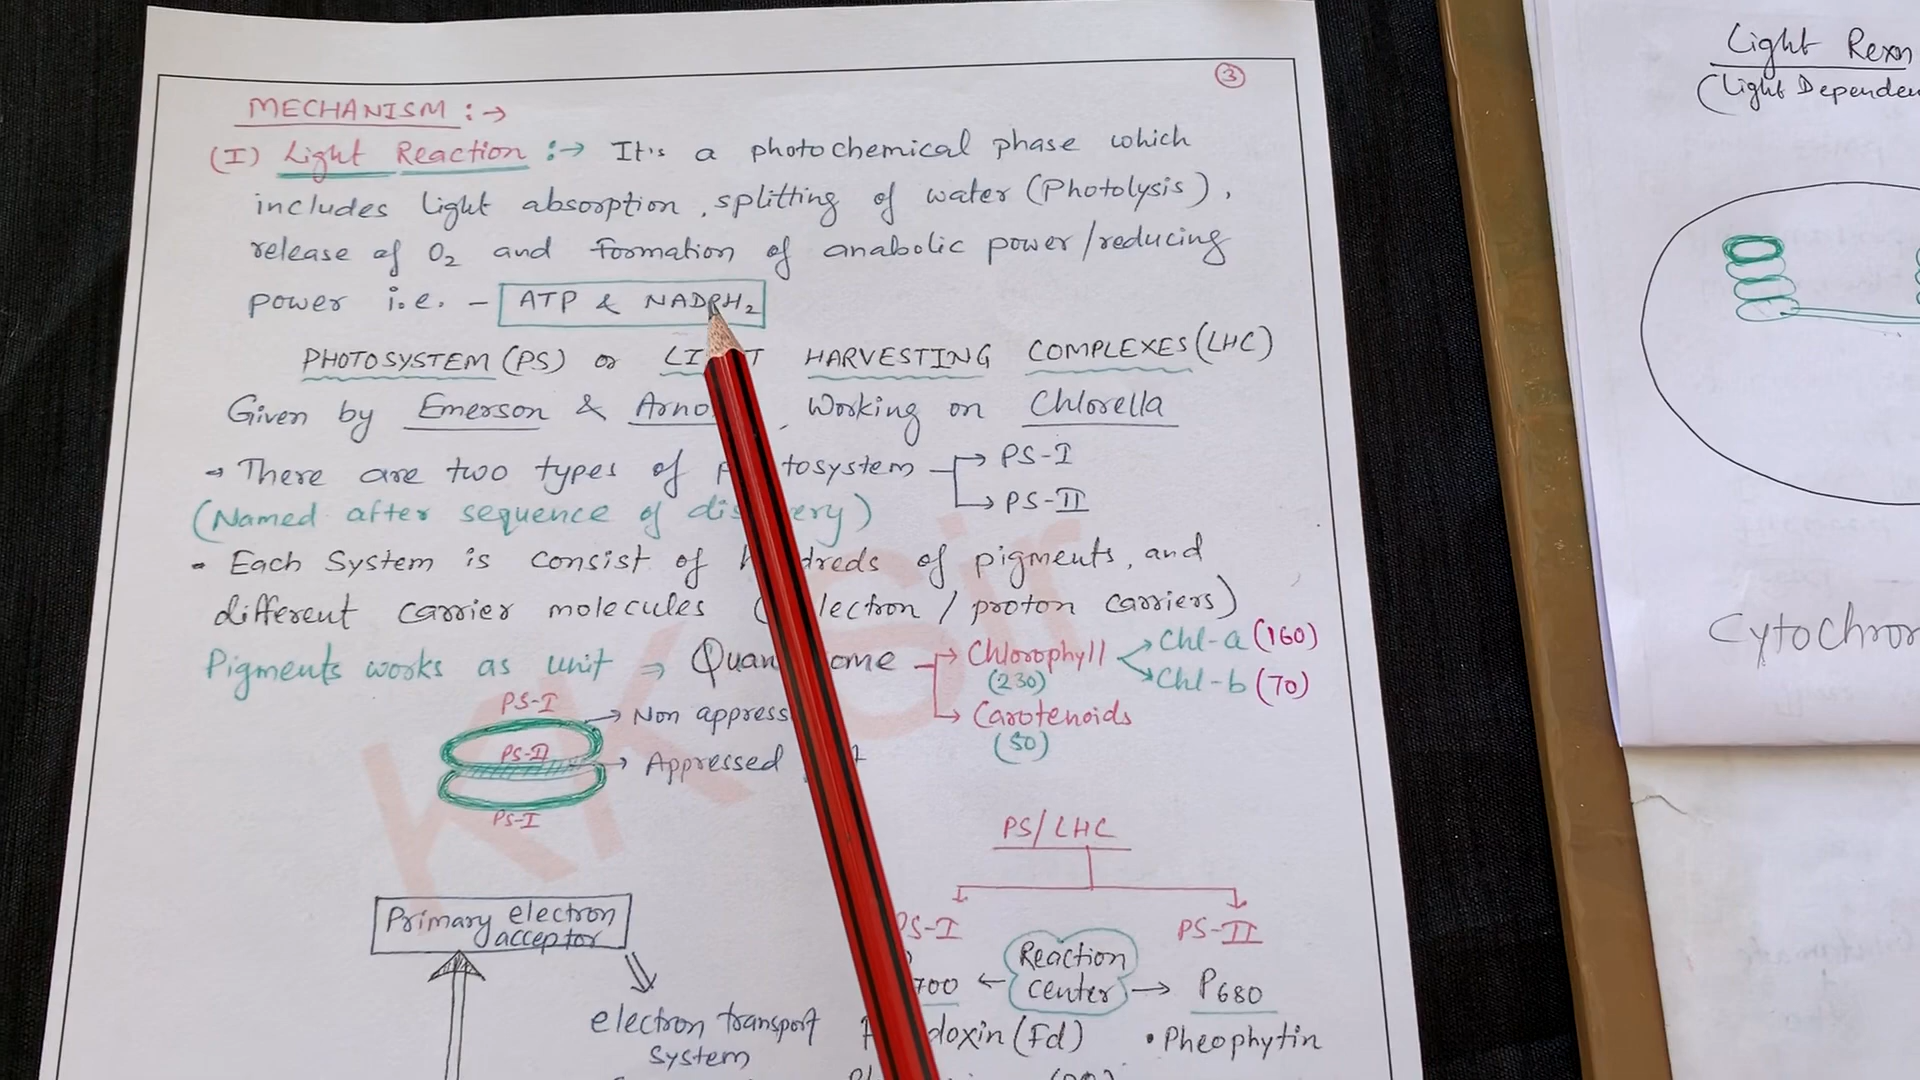 3
MECHANISM :→
(I) Light Reaction :→ It's a photochemical phase which
includes light absorption, splitting of water (Photolysis),
release of O₂ and formation of anabolic power/reducing
power i.e. - ATP & NADPH₂
PHOTOSYSTEM (PS) or HARVESTING COMPLEXES (LHC)
Given by Emerson & Working on Chlorella
→ There are two types of → PS-I
→ PS-II
(Named after sequence of
- Each System is consist of of pigments, and
different carrier molecules / proton carriers)
Pigments works as unit ⇒ → Chlorophyll → Chl-a (160)
(230) → Chl-b (70)
→ Carotenoids
(50)
PS-I
→ Non
PS-II
→ Appressed
PS-I
PS/LHC
PS-I PS-II
Primary electron
acceptor
Reaction
center
← → P680
electron transport
system
(Fd)
• Pheophytin
KK Sir
Light Rexn
(Light